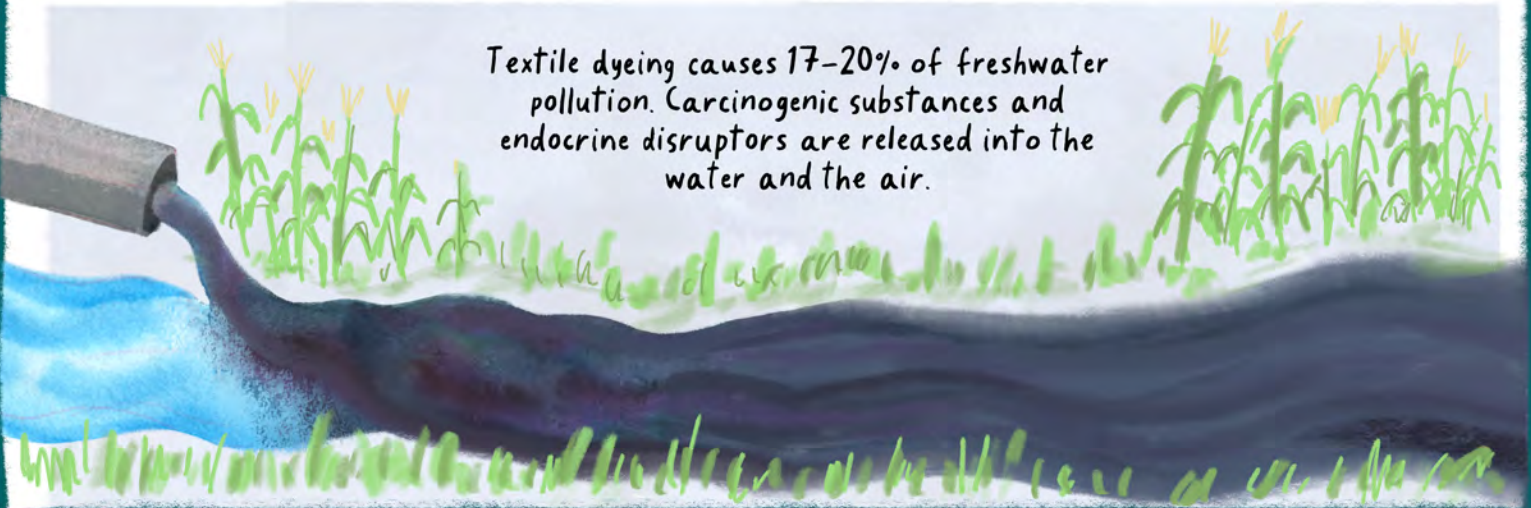 Textile dyeing causes 17-20% of freshwater
pollution. Carcinogenic substances and
endocrine disruptors are released into the
water and the air.